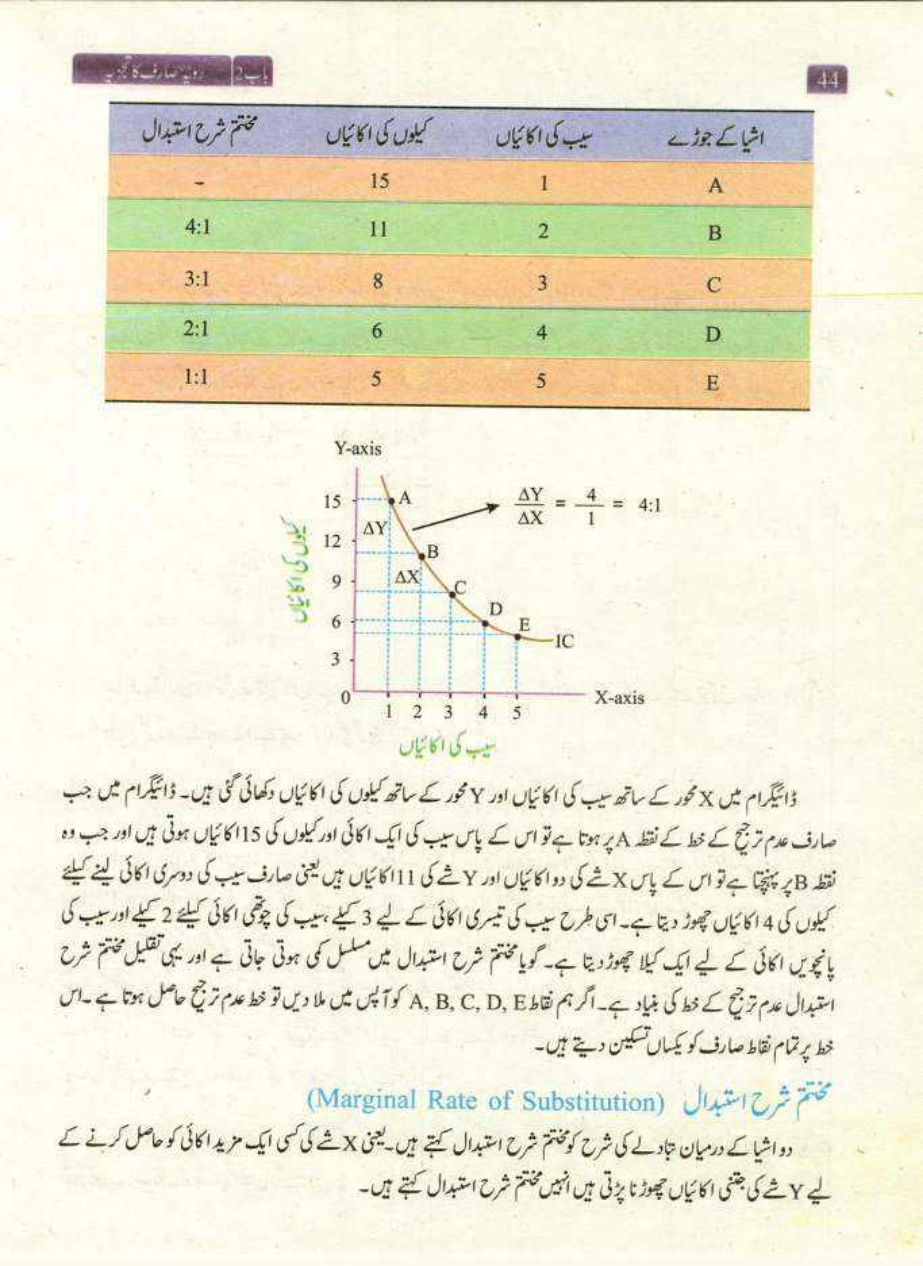 44
باب 2 رویہ صارف کا تجزیہ
اشیا کے جوڑے سیب کی اکائیاں کیلوں کی اکائیاں مختتم شرح استبدال
A 1 15 -
B 2 11 4:1
C 3 8 3:1
D 4 6 2:1
E 5 5 1:1
Y-axis
15
12
9
6
3
0
کیلوں کی اکائیاں
A
ΔY
B
ΔX
C
D
E
IC
ΔY/ΔX = 4/1 = 4:1
X-axis
1 2 3 4 5
سیب کی اکائیاں
ڈائیگرام میں X محور کے ساتھ سیب کی اکائیاں اور Y محور کے ساتھ کیلوں کی اکائیاں دکھائی گئی ہیں۔ ڈائیگرام میں جب
صارف عدم ترجیح کے خط کے نقطہ A پر ہوتا ہے تو اس کے پاس سیب کی ایک اکائی اور کیلوں کی 15 اکائیاں ہوتی ہیں اور جب وہ
نقطہ B پر پہنچتا ہے تو اس کے پاس X شے کی دو اکائیاں اور Y شے کی 11 اکائیاں ہیں یعنی صارف سیب کی دوسری اکائی لینے کیلئے
کیلوں کی 4 اکائیاں چھوڑ دیتا ہے۔ اسی طرح سیب کی تیسری اکائی کے لیے 3 کیلے، سیب کی چوتھی اکائی کیلئے 2 کیلے اور سیب کی
پانچویں اکائی کے لیے ایک کیلا چھوڑ دیتا ہے۔ گویا مختتم شرح استبدال میں مسلسل کمی ہوتی جاتی ہے اور یہی تقلیل مختتم شرح
استبدال عدم ترجیح کے خط کی بنیاد ہے۔ اگر ہم نقاط A, B, C, D, E کو آپس میں ملا دیں تو خط عدم ترجیح حاصل ہوتا ہے۔ اس
خط پر تمام نقاط صارف کو یکساں تسکین دیتے ہیں۔
مختتم شرح استبدال (Marginal Rate of Substitution)
دو اشیا کے درمیان تبادلے کی شرح کو مختتم شرح استبدال کہتے ہیں۔ یعنی X شے کی کسی ایک مزید اکائی کو حاصل کرنے کے
لیے Y شے کی جتنی اکائیاں چھوڑنا پڑتی ہیں انہیں مختتم شرح استبدال کہتے ہیں۔